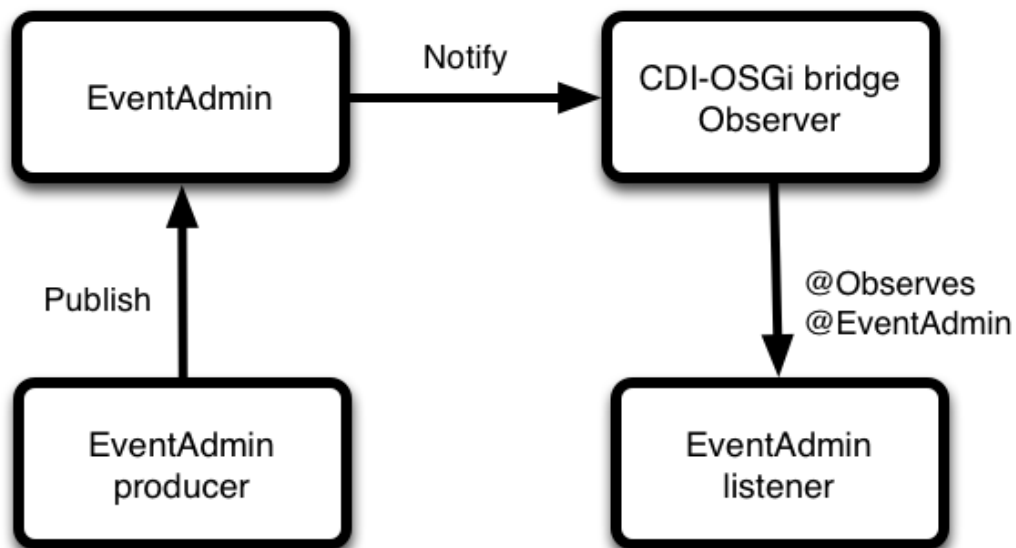 EventAdmin
Notify
CDI-OSGi bridge
Observer
Publish
@Observes
@EventAdmin
EventAdmin
producer
EventAdmin
listener